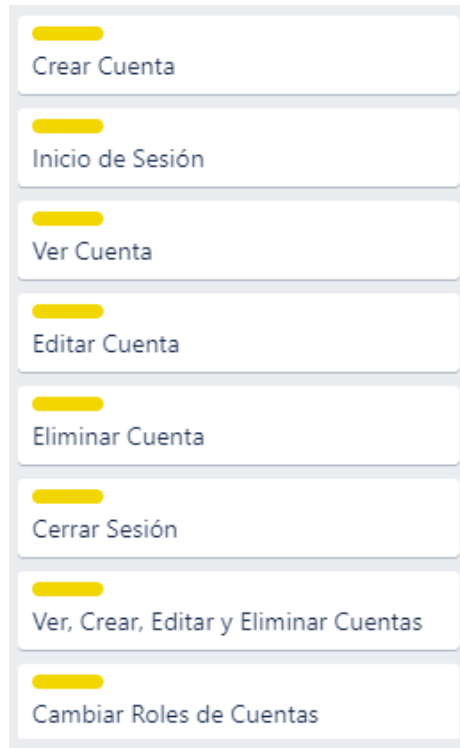 Crear Cuenta
Inicio de Sesión
Ver Cuenta
Editar Cuenta
Eliminar Cuenta
Cerrar Sesión
Ver, Crear, Editar y Eliminar Cuentas
Cambiar Roles de Cuentas